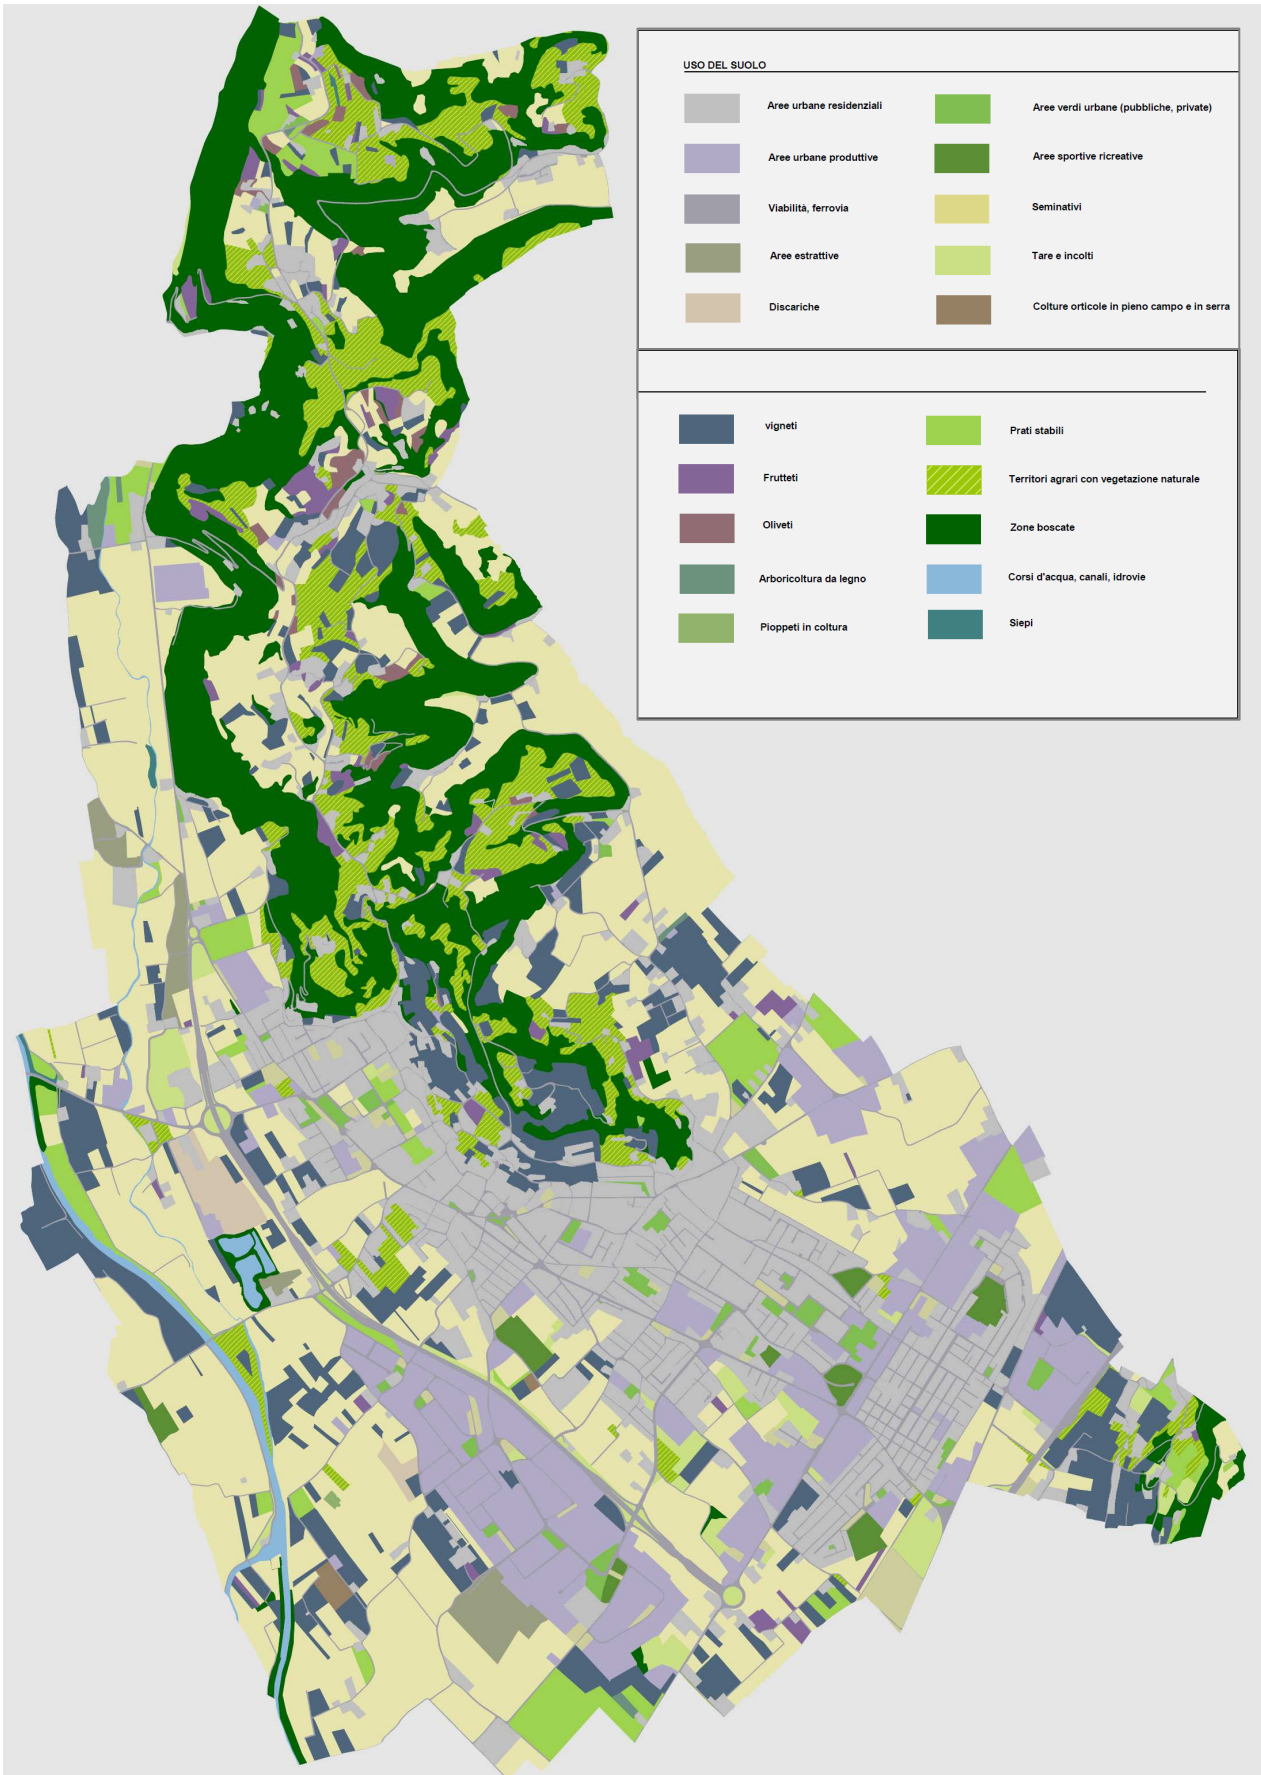 USO DEL SUOLO
Aree urbane residenziali
Aree urbane produttive
Viabilità, ferrovia
Aree estrattive
Discariche
Aree verdi urbane (pubbliche, private)
Aree sportive ricreative
Seminativi
Tare e incolti
Colture orticole in pieno campo e in serra
vigneti
Frutteti
Oliveti
Arboricoltura da legno
Pioppeti in coltura
Prati stabili
Territori agrari con vegetazione naturale
Zone boscate
Corsi d'acqua, canali, idrovie
Siepi